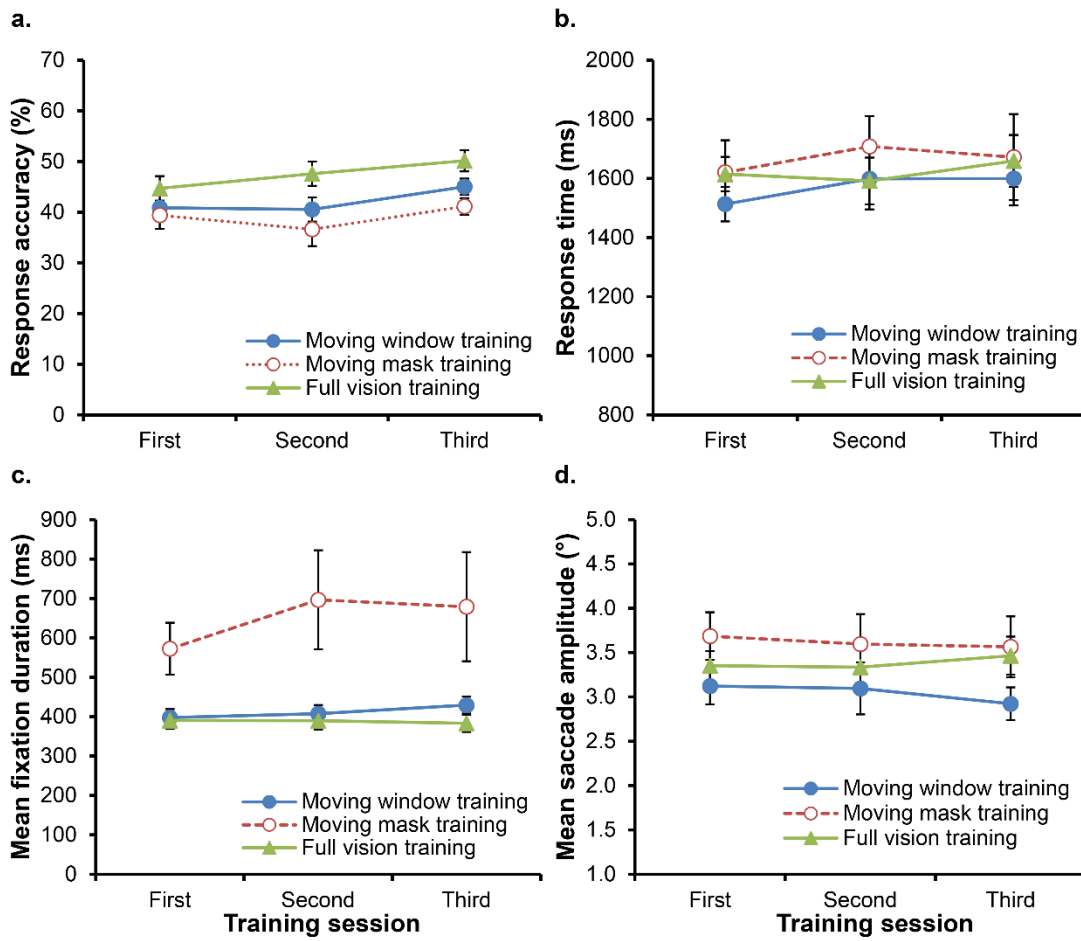 a.
Response accuracy (%)
70
60
50
40
30
20
10
0
Moving window training
Moving mask training
Full vision training
First Second Third
b.
Response time (ms)
2000
1800
1600
1400
1200
1000
800
Moving window training
Moving mask training
Full vision training
First Second Third
c.
Mean fixation duration (ms)
900
800
700
600
500
400
300
200
100
0
Moving window training
Moving mask training
Full vision training
First Second Third
Training session
d.
Mean saccade amplitude (°)
5.0
4.5
4.0
3.5
3.0
2.5
2.0
1.5
1.0
Moving window training
Moving mask training
Full vision training
First Second Third
Training session